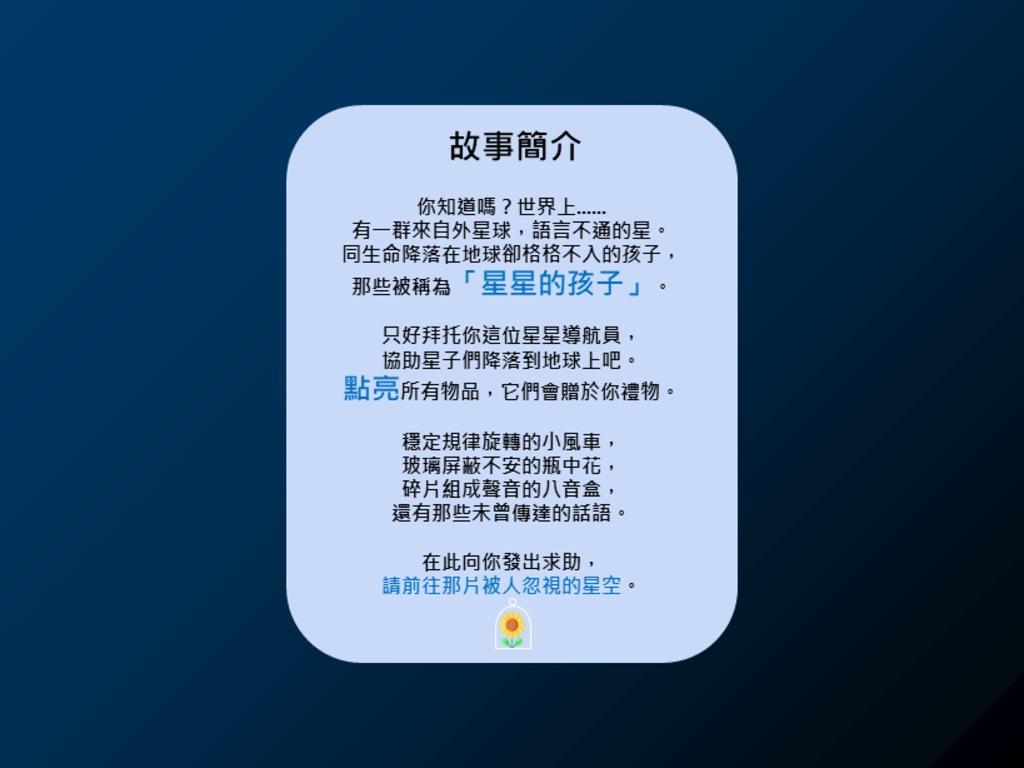 故事簡介
你知道嗎？世界上......
有一群來自外星球，語言不通的星。
同生命降落在地球卻格格不入的孩子，
那些被稱為「星星的孩子」。
只好拜托你這位星星導航員，
協助星子們降落到地球上吧。
點亮所有物品，它們會贈於你禮物。
穩定規律旋轉的小風車，
玻璃屏蔽不安的瓶中花，
碎片組成聲音的八音盒，
還有那些未曾傳達的話語。
在此向你發出求助，
請前往那片被人忽視的星空。